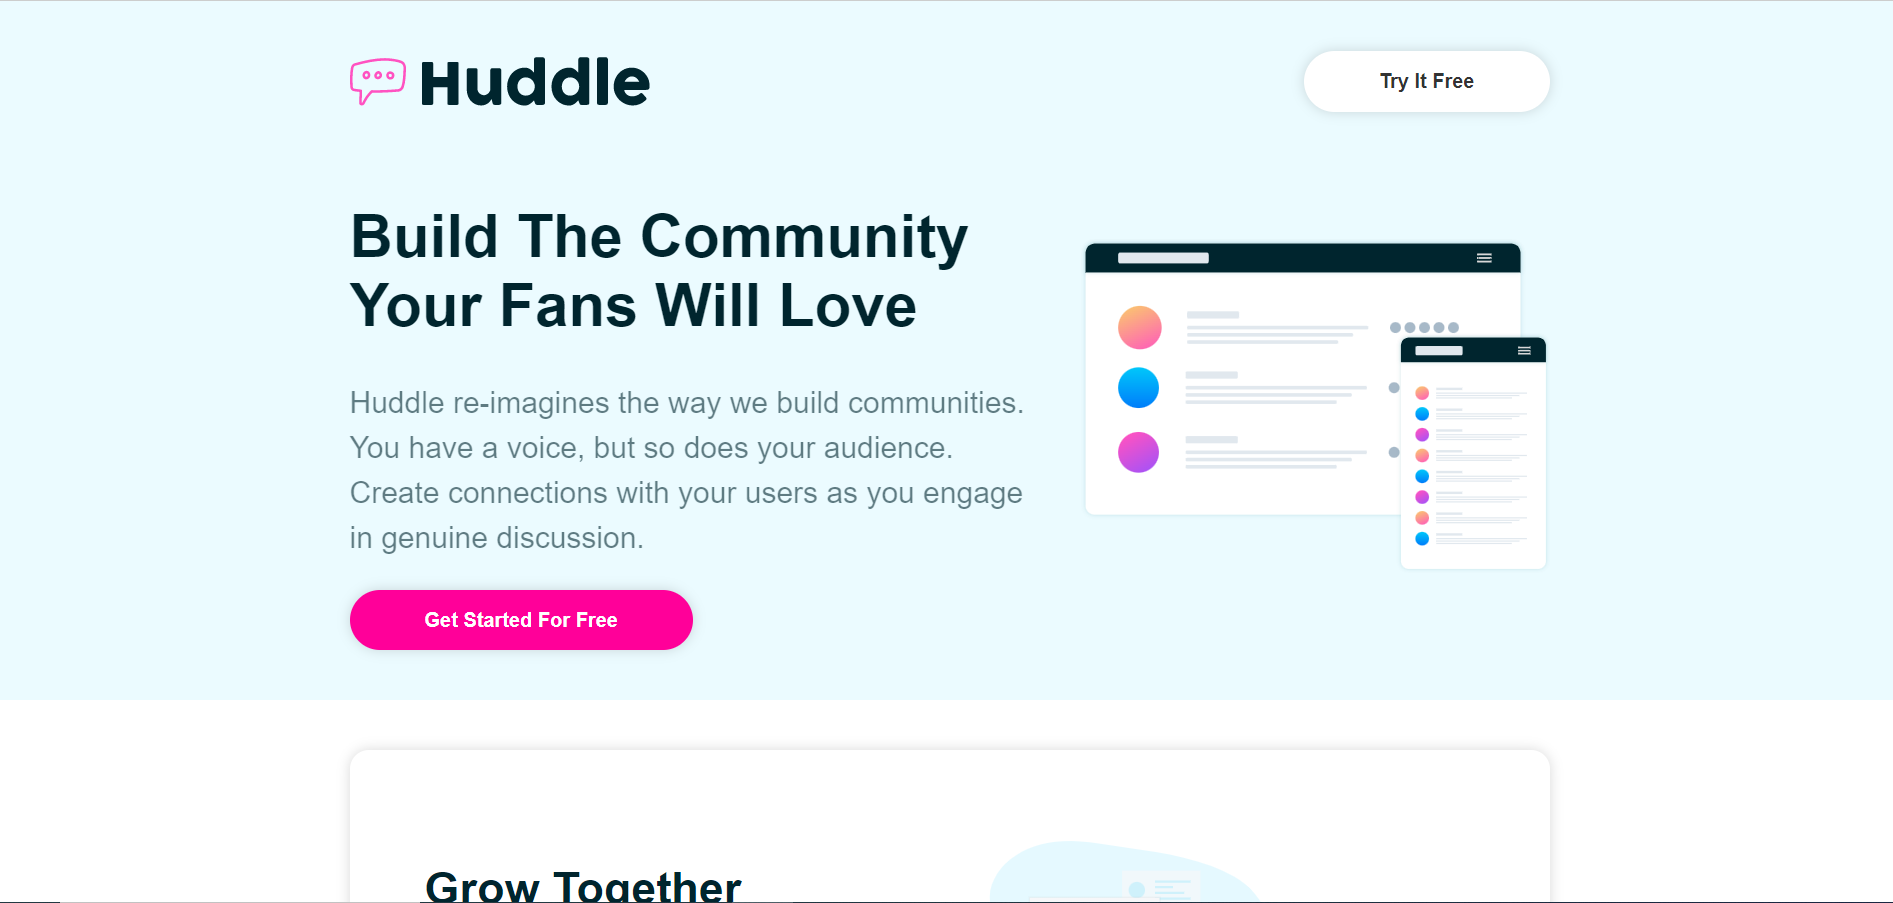 Huddle
Try It Free
Build The Community
Your Fans Will Love
Huddle re-imagines the way we build communities.
You have a voice, but so does your audience.
Create connections with your users as you engage
in genuine discussion.
Get Started For Free
Grow Together